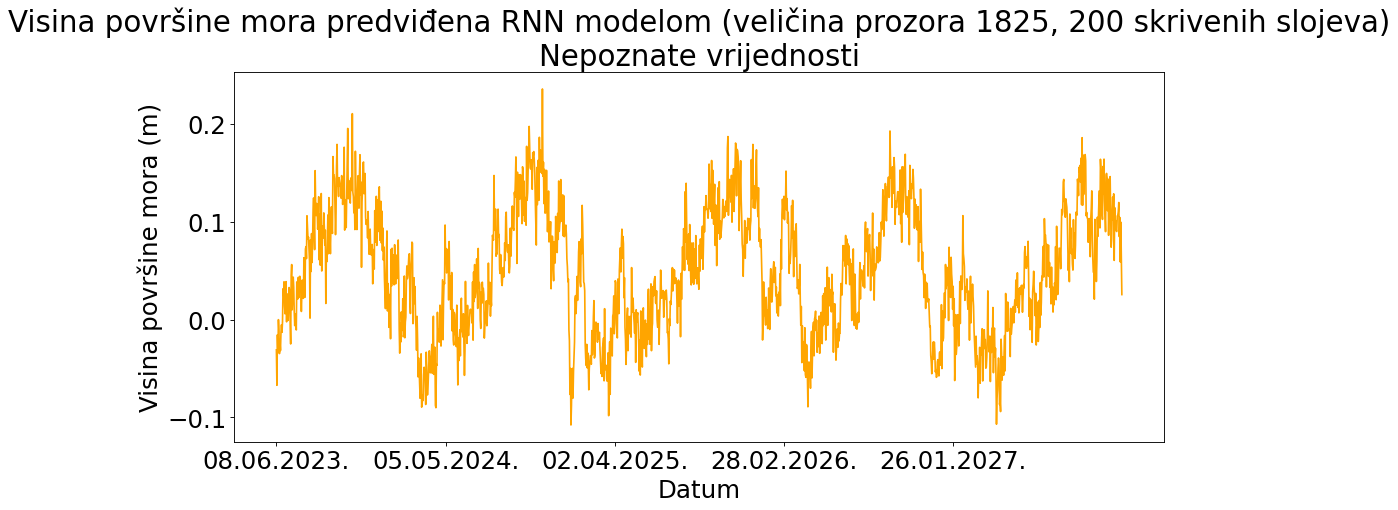 Visina površine mora predviđena RNN modelom (veličina prozora 1825, 200 skrivenih slojeva)
Nepoznate vrijednosti
Visina površine mora (m)
0.2
0.1
0.0
−0.1
08.06.2023. 05.05.2024. 02.04.2025. 28.02.2026. 26.01.2027.
Datum